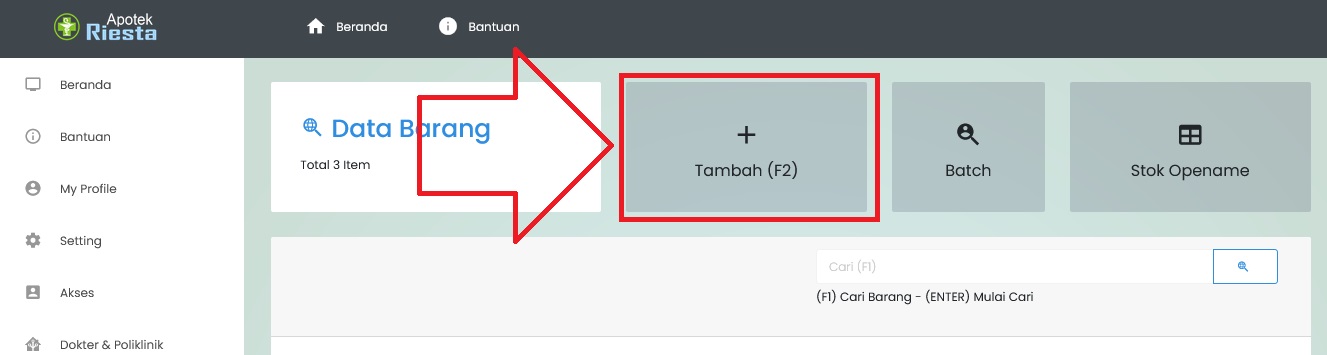 Apotek
Riesta
Beranda
Bantuan
Beranda
Bantuan
My Profile
Setting
Akses
Dokter & Poliklinik
Data Barang
Total 3 Item
Tambah (F2)
Batch
Stok Opename
Cari (F1)
(F1) Cari Barang - (ENTER) Mulai Cari